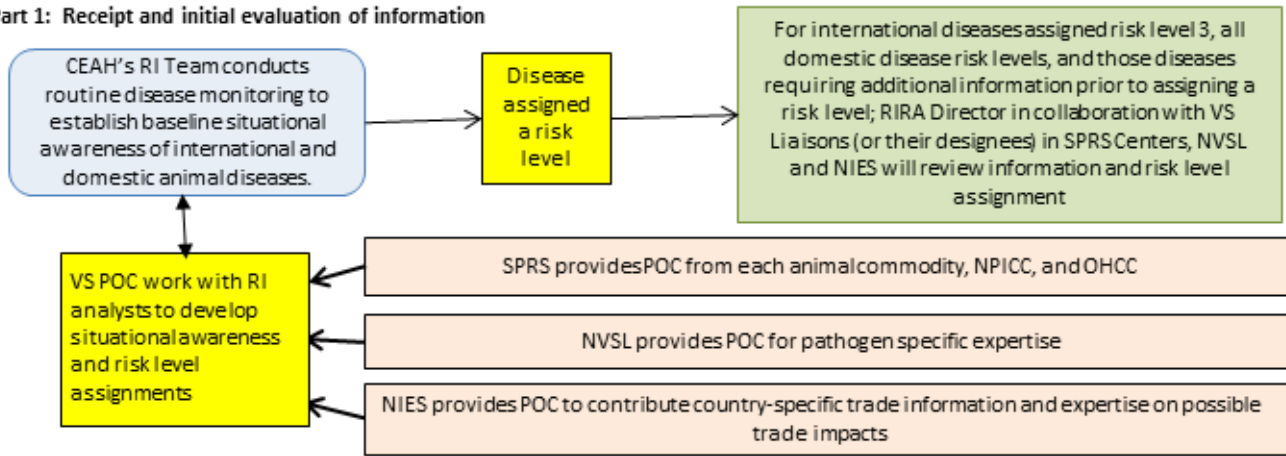 Part 1:  Receipt and initial evaluation of information
CEAH's RI Team conducts
routine disease monitoring to
establish baseline situational
awareness of international and
domestic animal diseases.
Disease
assigned
a risk
level
For international diseases assigned risk level 3, all
domestic disease risk levels, and those diseases
requiring additional information prior to assigning a
risk level; RIRA Director in collaboration with VS
Liaisons (or their designees) in SPRS Centers, NVSL
and NIES will review information and risk level
assignment
VS POC work with RI
analysts to develop
situational awareness
and risk level
assignments
SPRS provides POC from each animal commodity, NPICC, and OHCC
NVSL provides POC for pathogen specific expertise
NIES provides POC to contribute country-specific trade information and expertise on possible
trade impacts